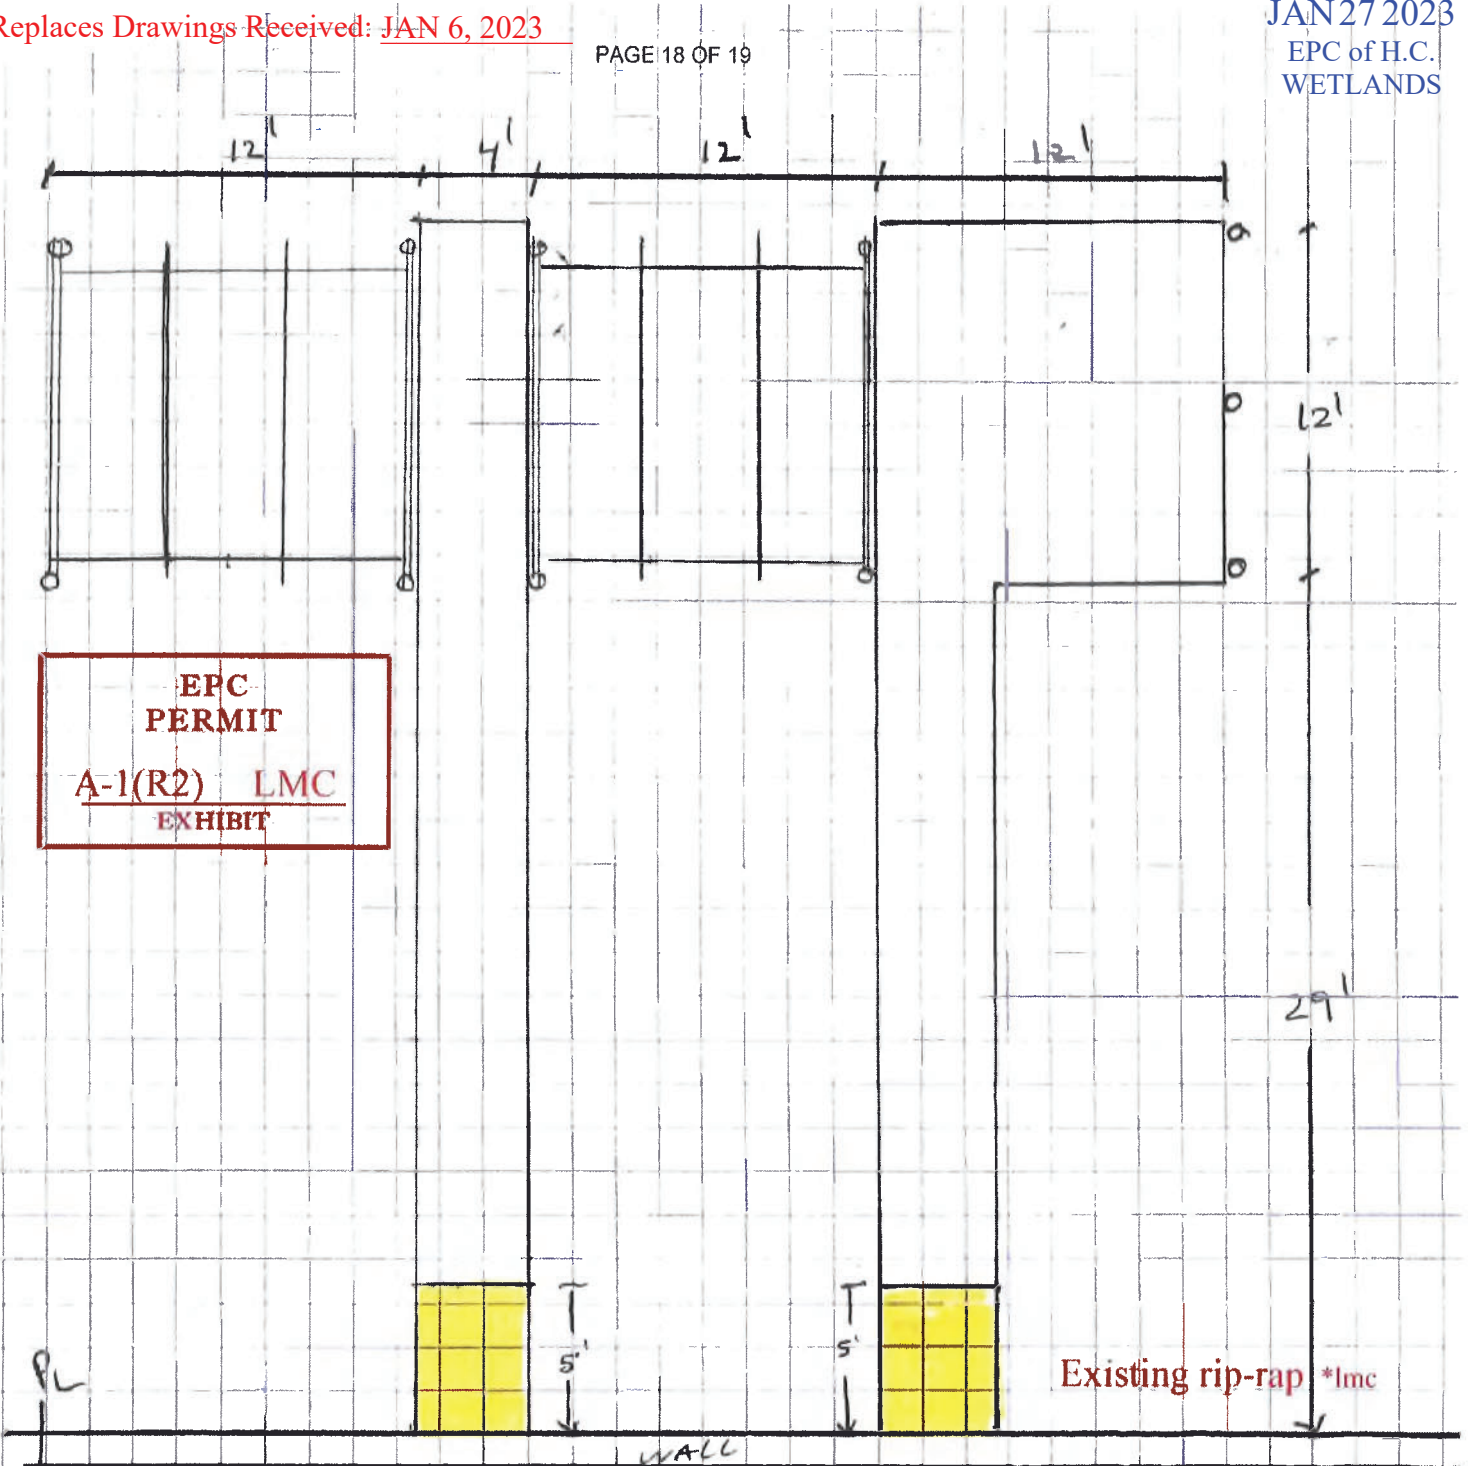 Replaces Drawings Received: JAN 6, 2023
PAGE 18 OF 19
JAN 27 2023
EPC of H.C.
WETLANDS
12'
4'
12'
12'
12'
EPC
PERMIT
A-1(R2) LMC
EXHIBIT
29'
5'
5'
Existing rip-rap *lmc
PL
WALL